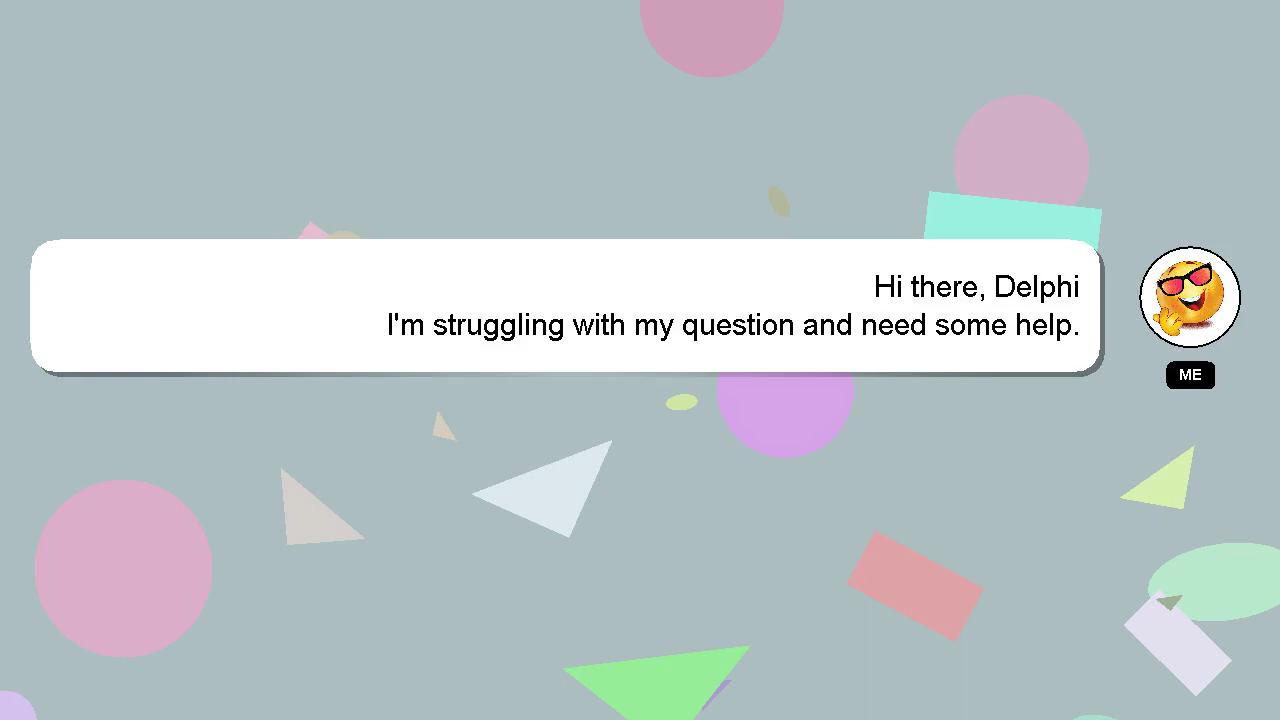 Hi there, Delphi
I'm struggling with my question and need some help.
ME